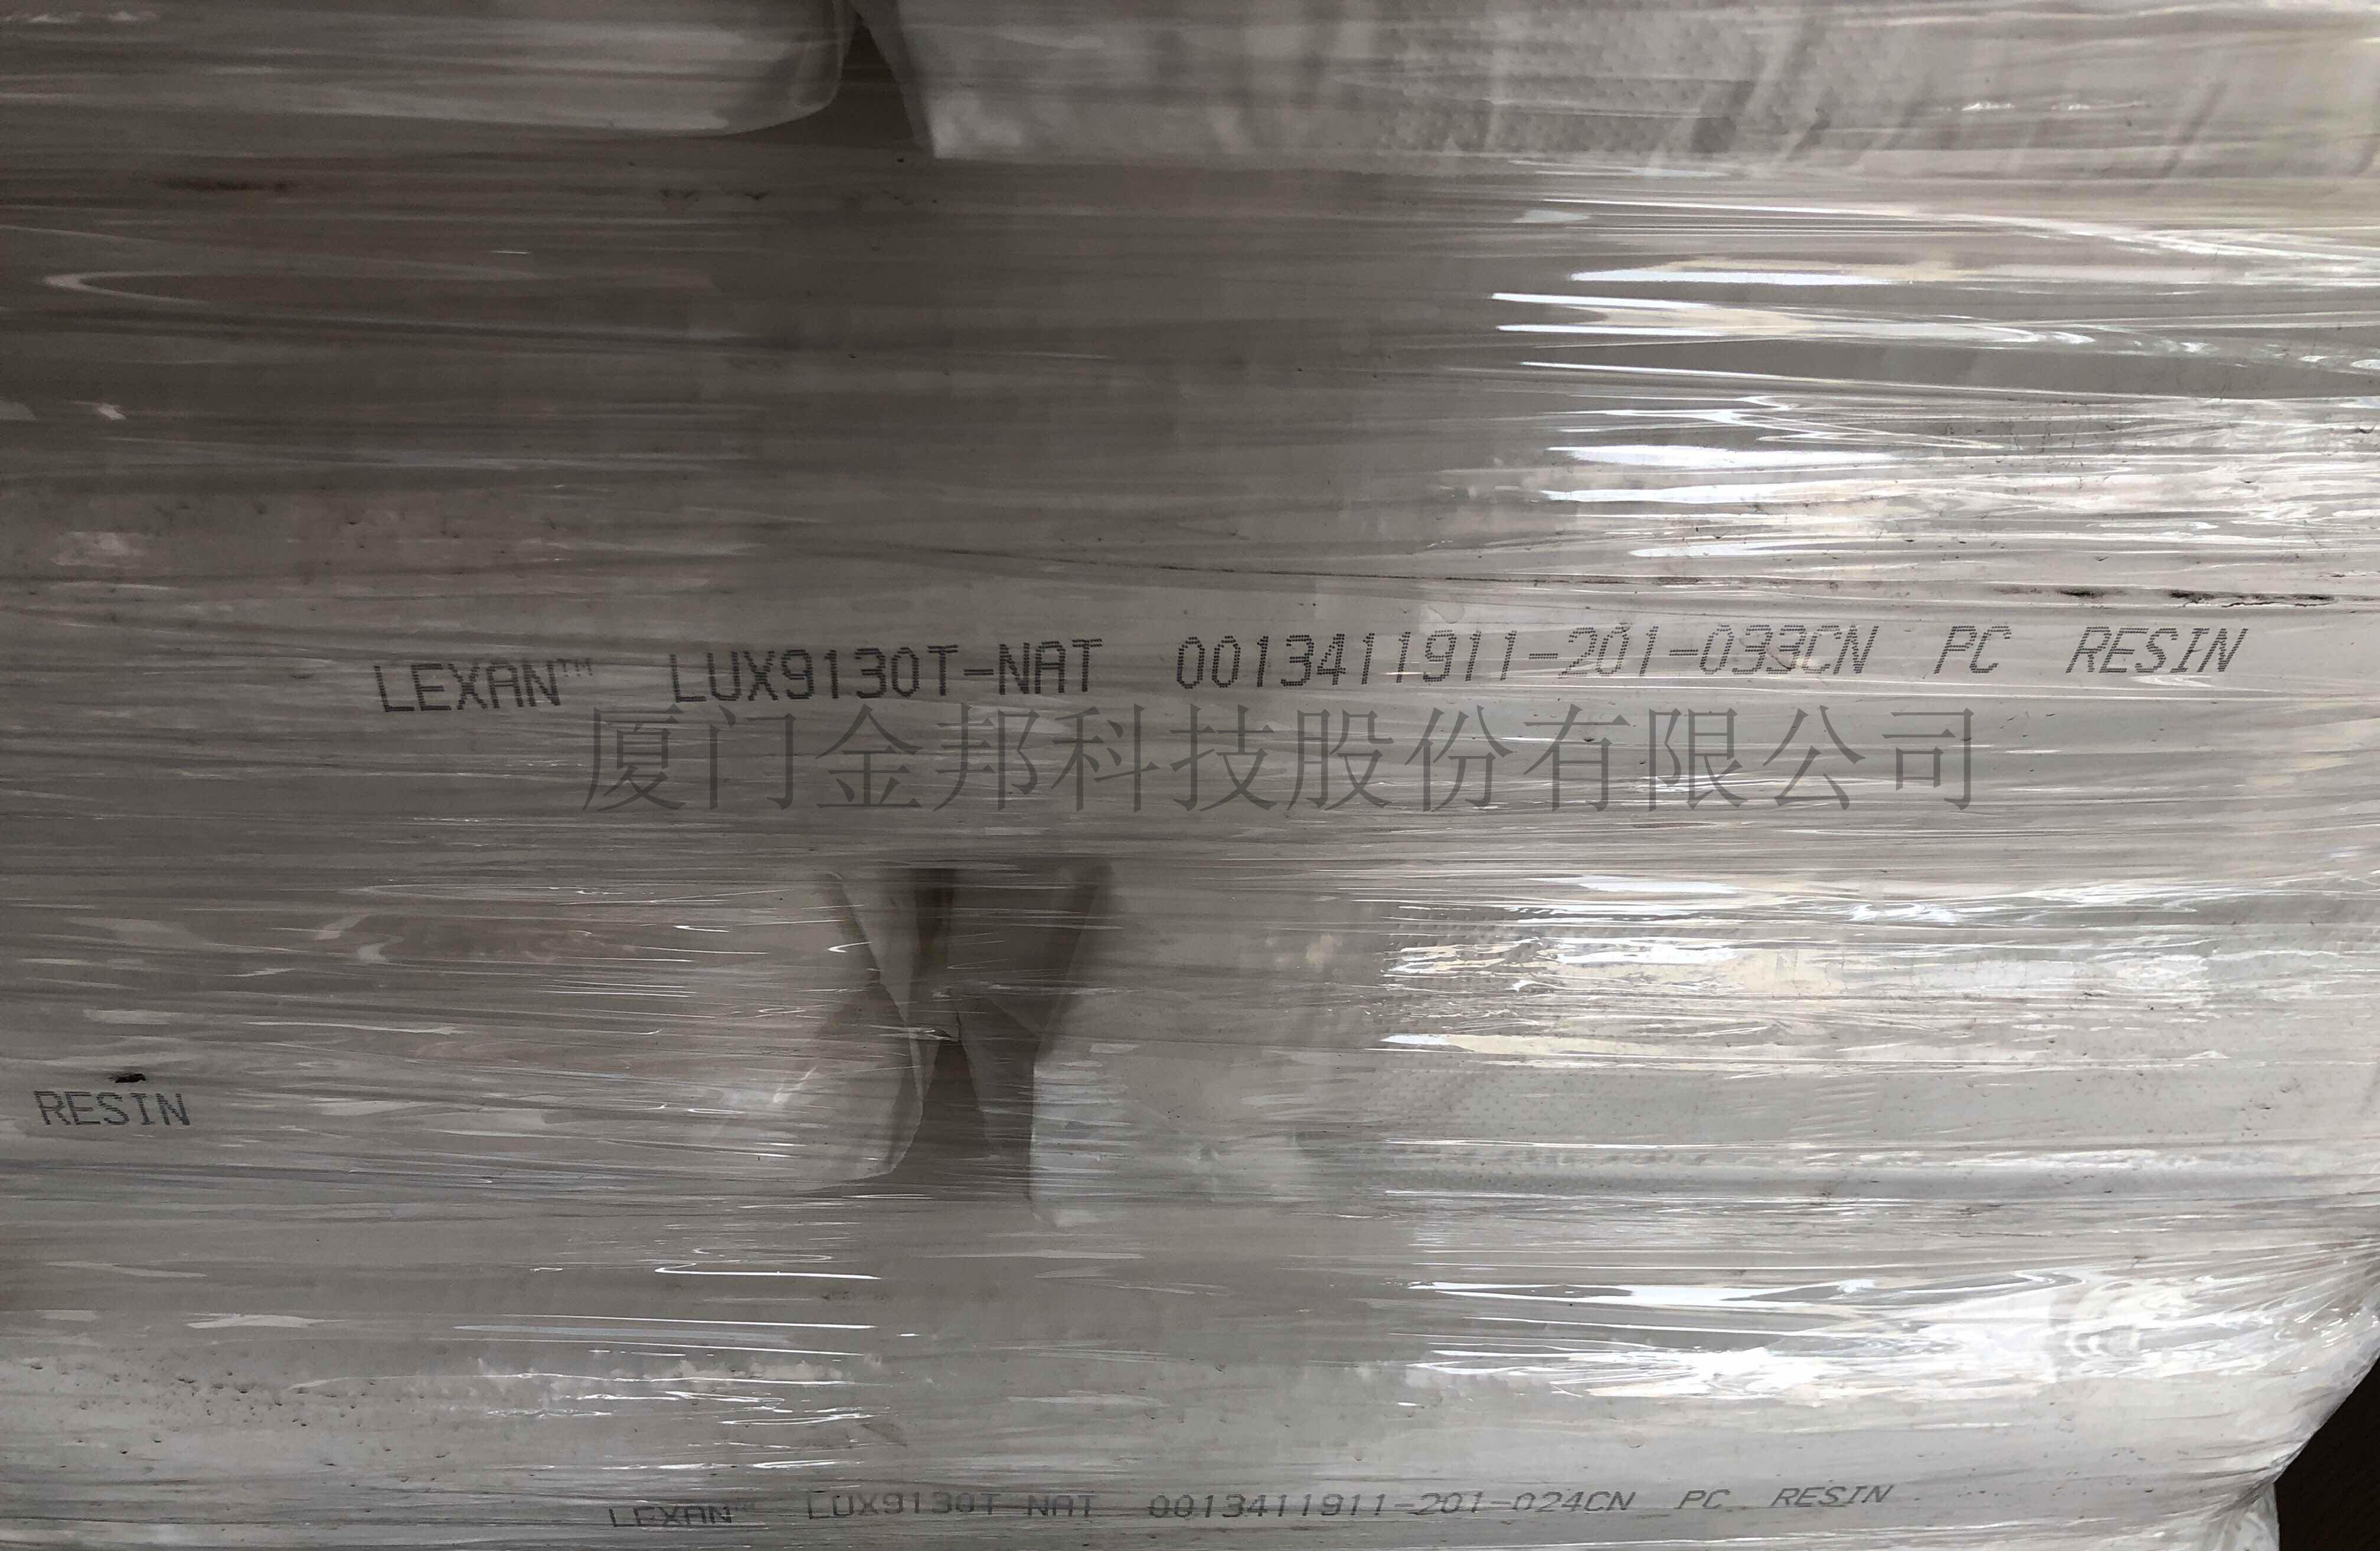 LEXAN™ LUX9130T-NAT 0013411911-201-033CN PC RESIN
厦门金邦科技股份有限公司
RESIN
LEXAN™ LUX9130T-NAT 0013411911-201-024CN PC RESIN